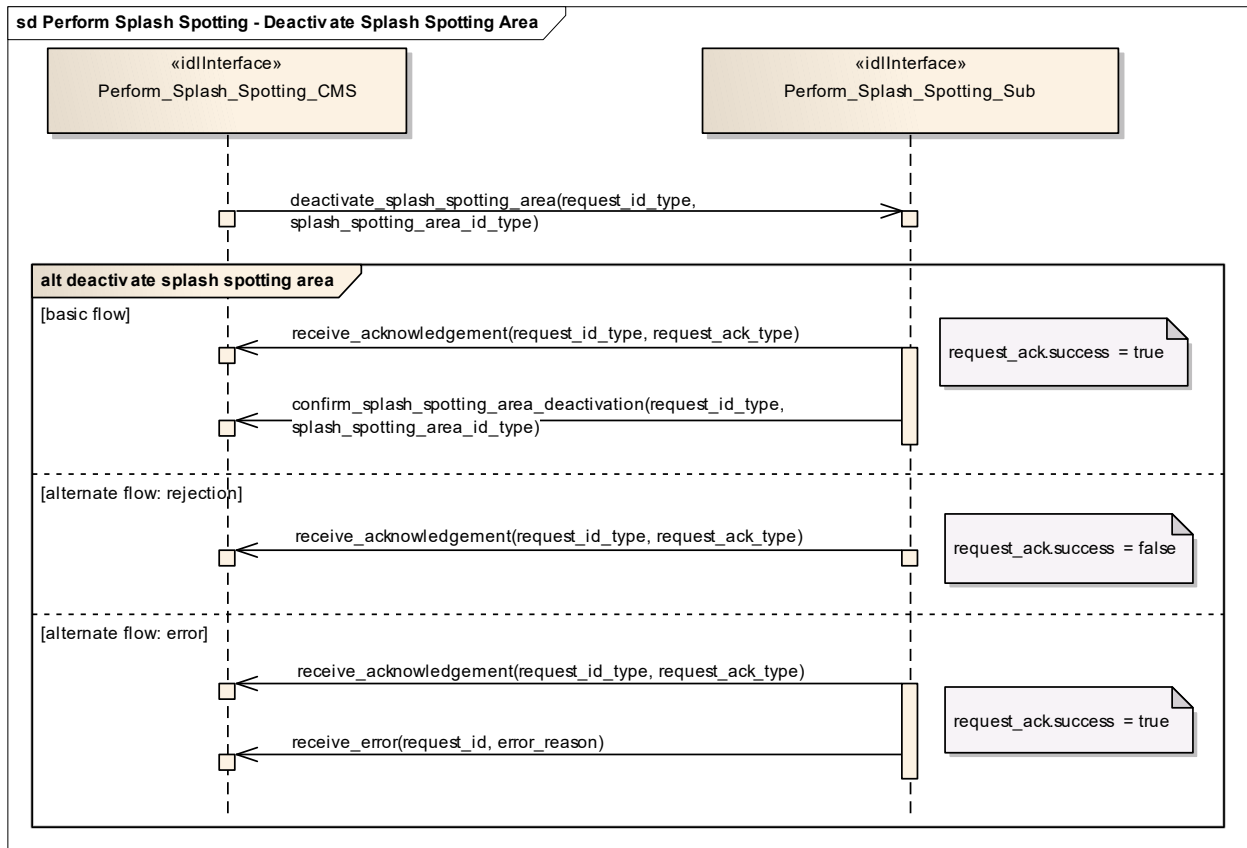 sd Perform Splash Spotting - Deactivate Splash Spotting Area
«idlInterface»
Perform_Splash_Spotting_CMS
«idlInterface»
Perform_Splash_Spotting_Sub
deactivate_splash_spotting_area(request_id_type,
splash_spotting_area_id_type)
alt deactivate splash spotting area
[basic flow]
receive_acknowledgement(request_id_type, request_ack_type)
request_ack.success = true
confirm_splash_spotting_area_deactivation(request_id_type,
splash_spotting_area_id_type)
[alternate flow: rejection]
receive_acknowledgement(request_id_type, request_ack_type)
request_ack.success = false
[alternate flow: error]
receive_acknowledgement(request_id_type, request_ack_type)
request_ack.success = true
receive_error(request_id, error_reason)